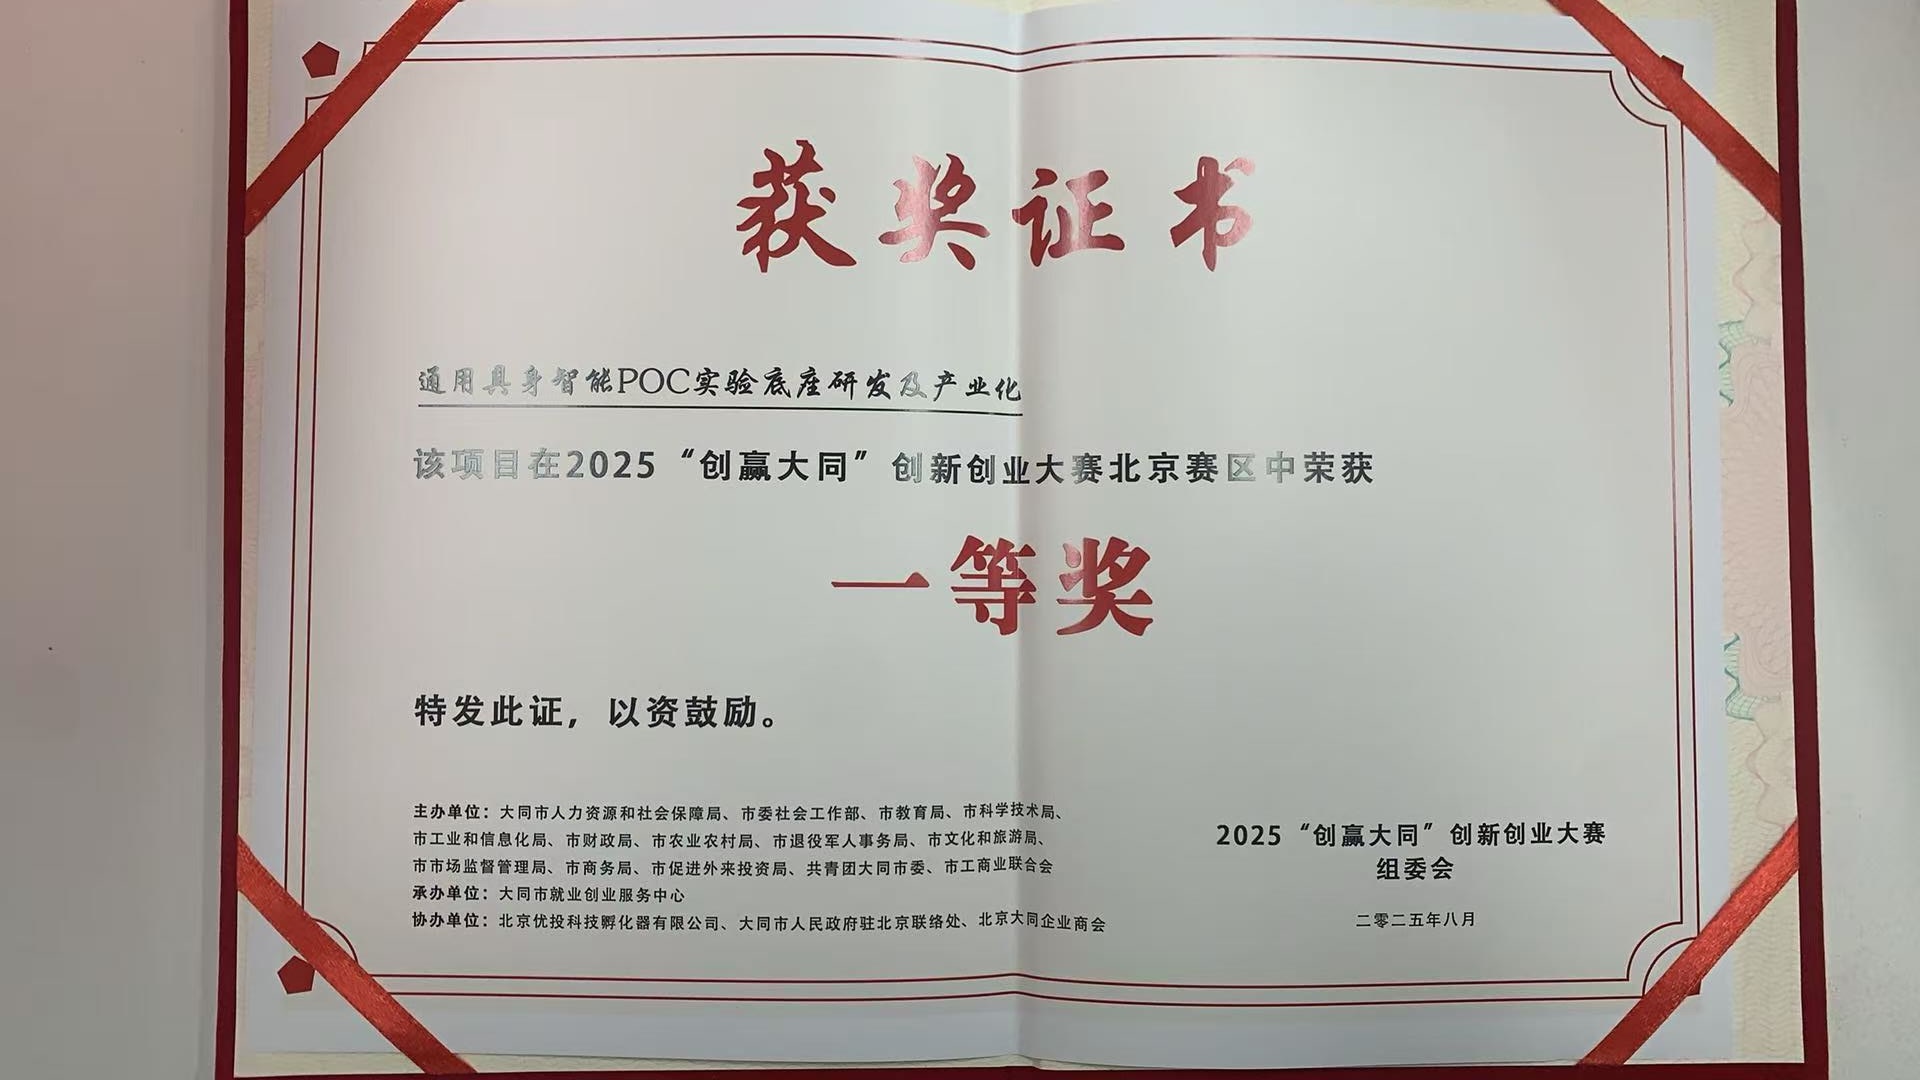 获奖证书
通用具身智能POC实验底座研发及产业化
该项目在2025“创赢大同”创新创业大赛北京赛区中荣获
一等奖
特发此证，以资鼓励。
主办单位：大同市人力资源和社会保障局、市委社会工作部、市教育局、市科学技术局、
市工业和信息化局、市财政局、市农业农村局、市退役军人事务局、市文化和旅游局、
市市场监督管理局、市商务局、市促进外来投资局、共青团大同市委、市工商业联合会
承办单位：大同市就业创业服务中心
协办单位：北京优投科技孵化器有限公司、大同市人民政府驻北京联络处、北京大同企业商会
2025“创赢大同”创新创业大赛
组委会
二零二五年八月